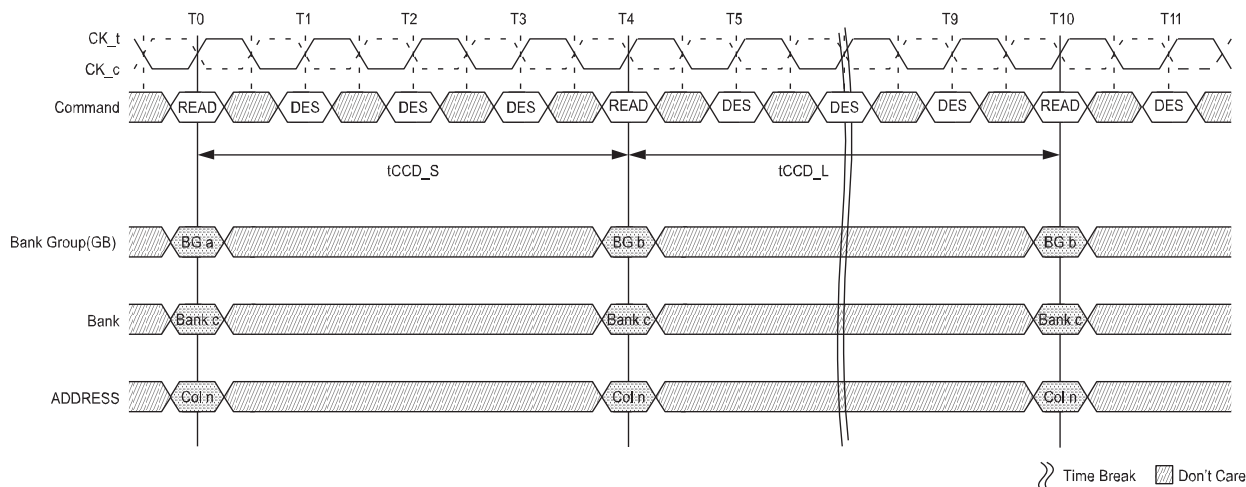 T0 T1 T2 T3 T4 T5 T9 T10 T11
CK_t
CK_c
Command READ DES DES DES READ DES DES DES READ DES
tCCD_S tCCD_L
Bank Group(GB) BG a BG b BG b
Bank Bank c Bank c Bank c
ADDRESS Col n Col n Col n
Time Break Don't Care